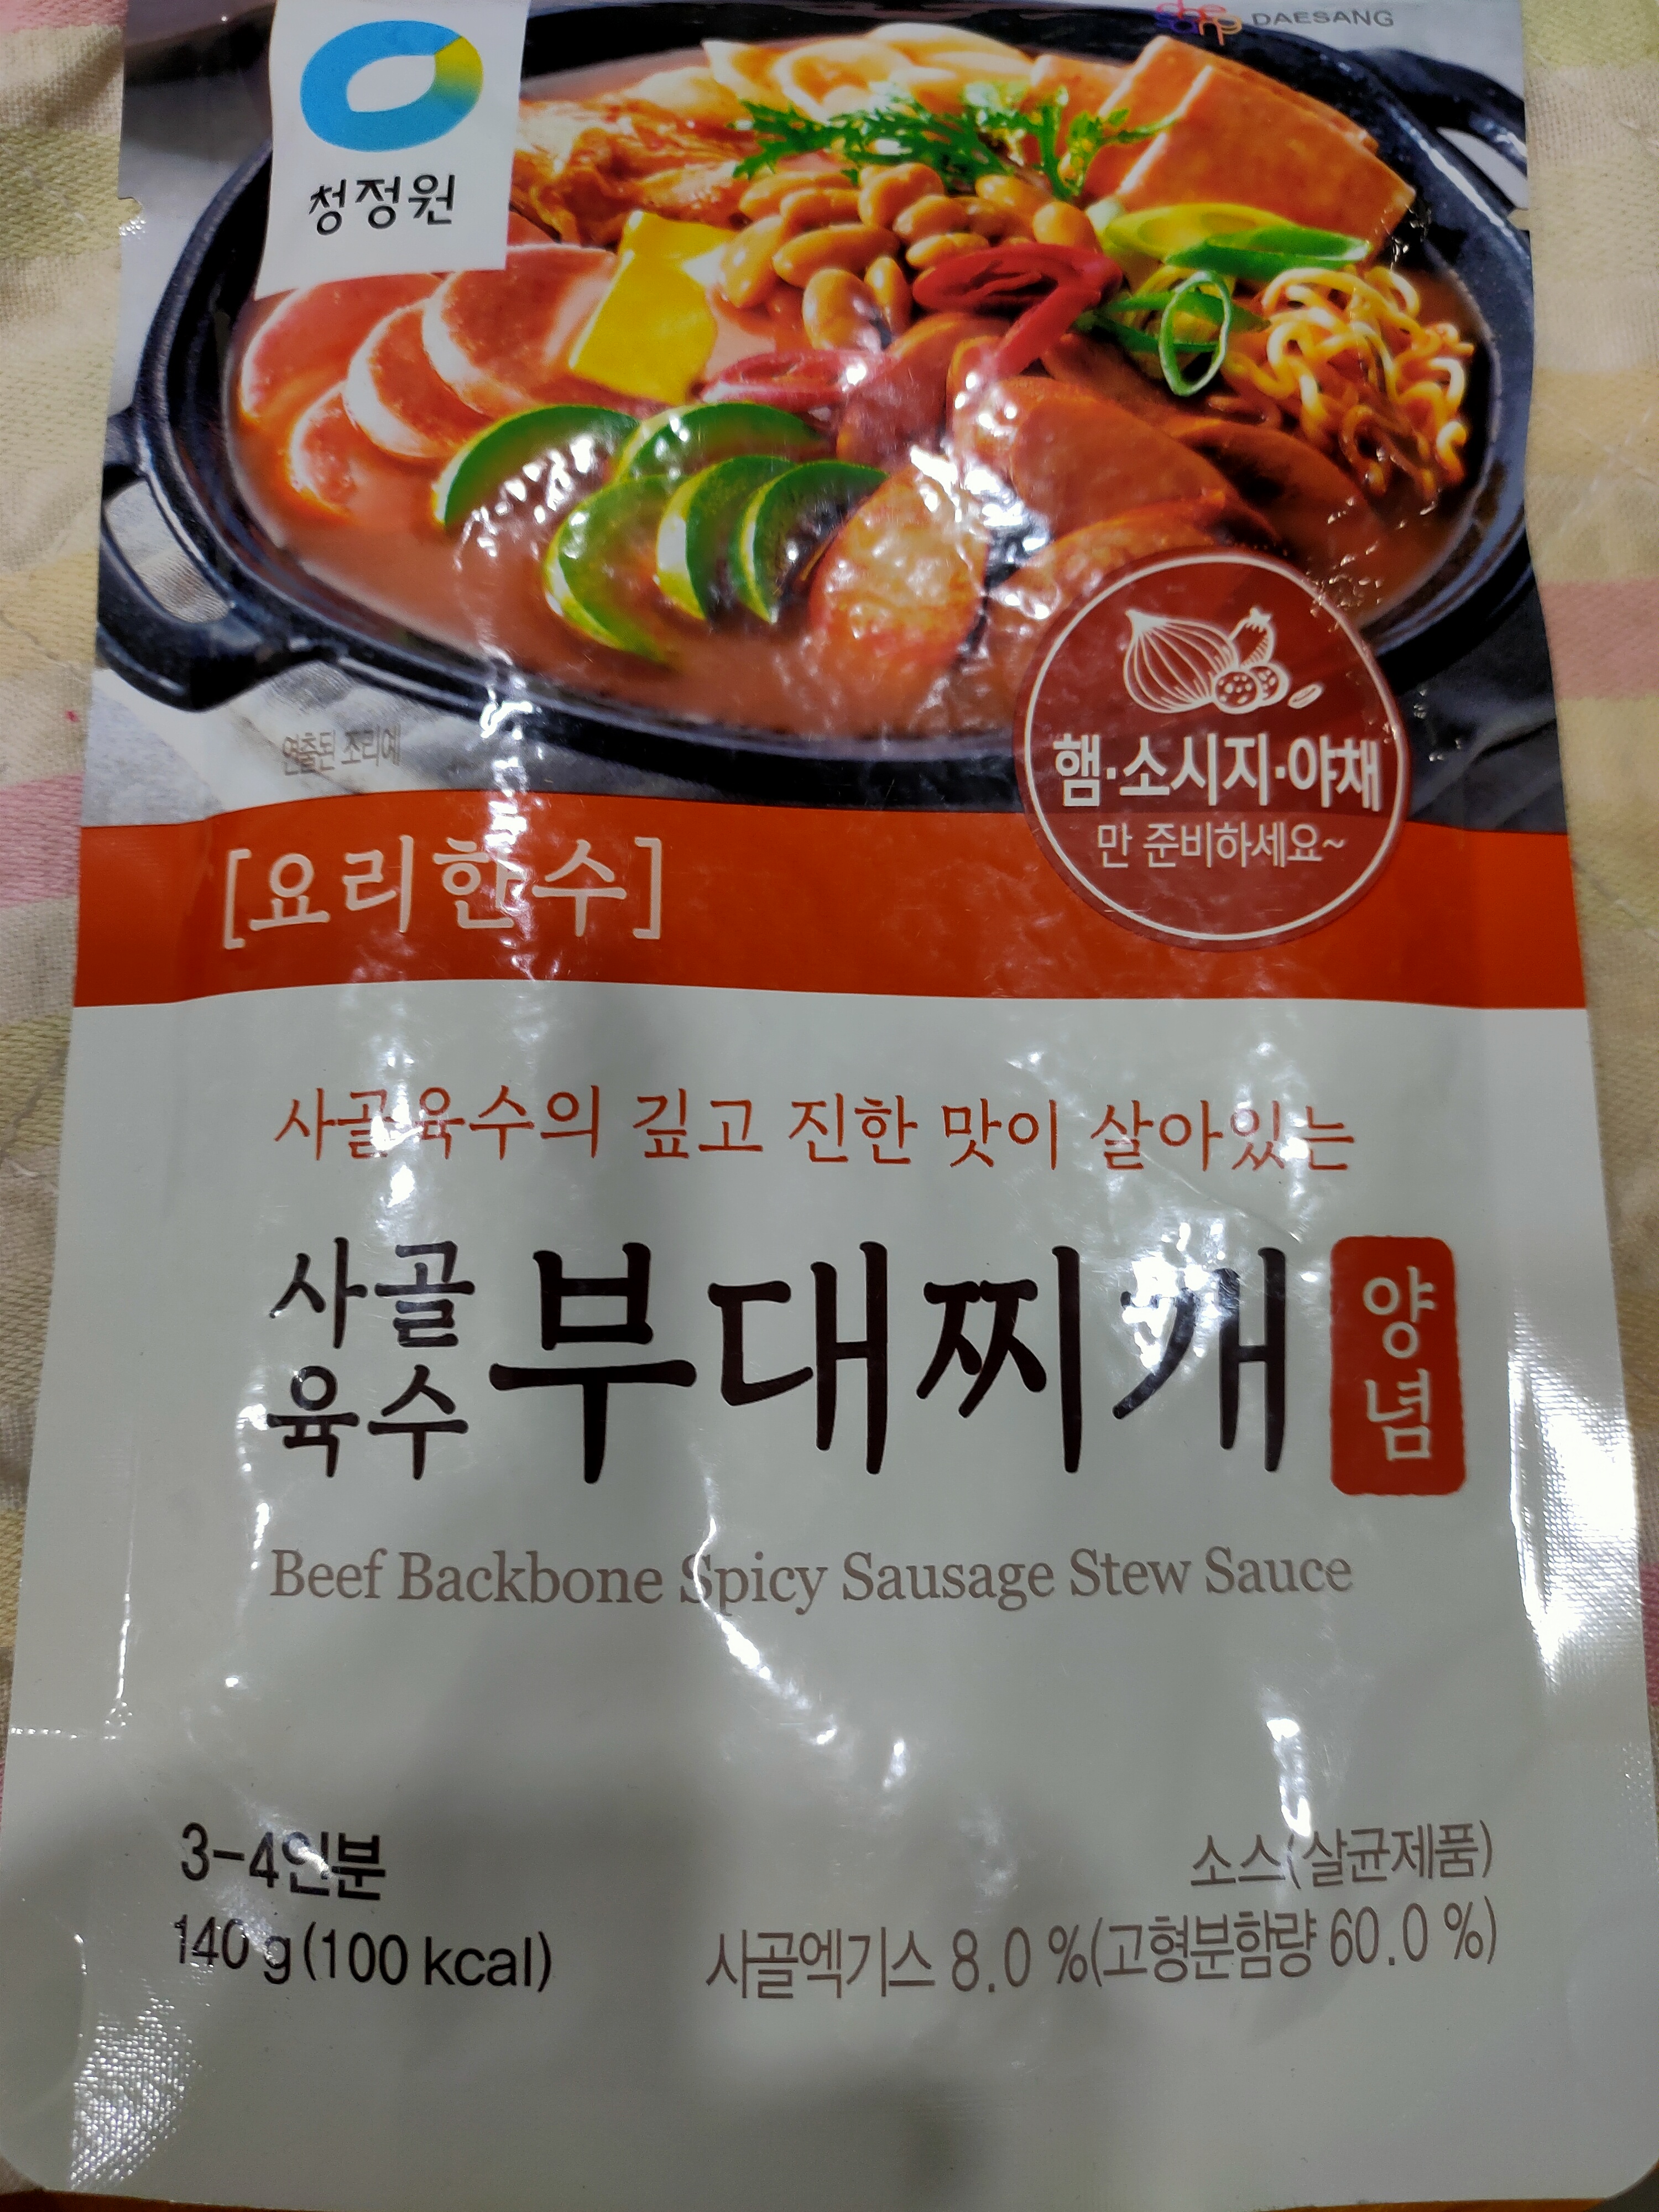 DAESANG
청정원
햄·소시지·야채
만 준비하세요~
연출된 조리예
[요리한수]
사골육수의 깊고 진한 맛이 살아있는
사골육수 부대찌개 양념
Beef Backbone Spicy Sausage Stew Sauce
3-4인분
140 g (100 kcal)
소스(살균제품)
사골엑기스 8.0 %(고형분함량 60.0 %)